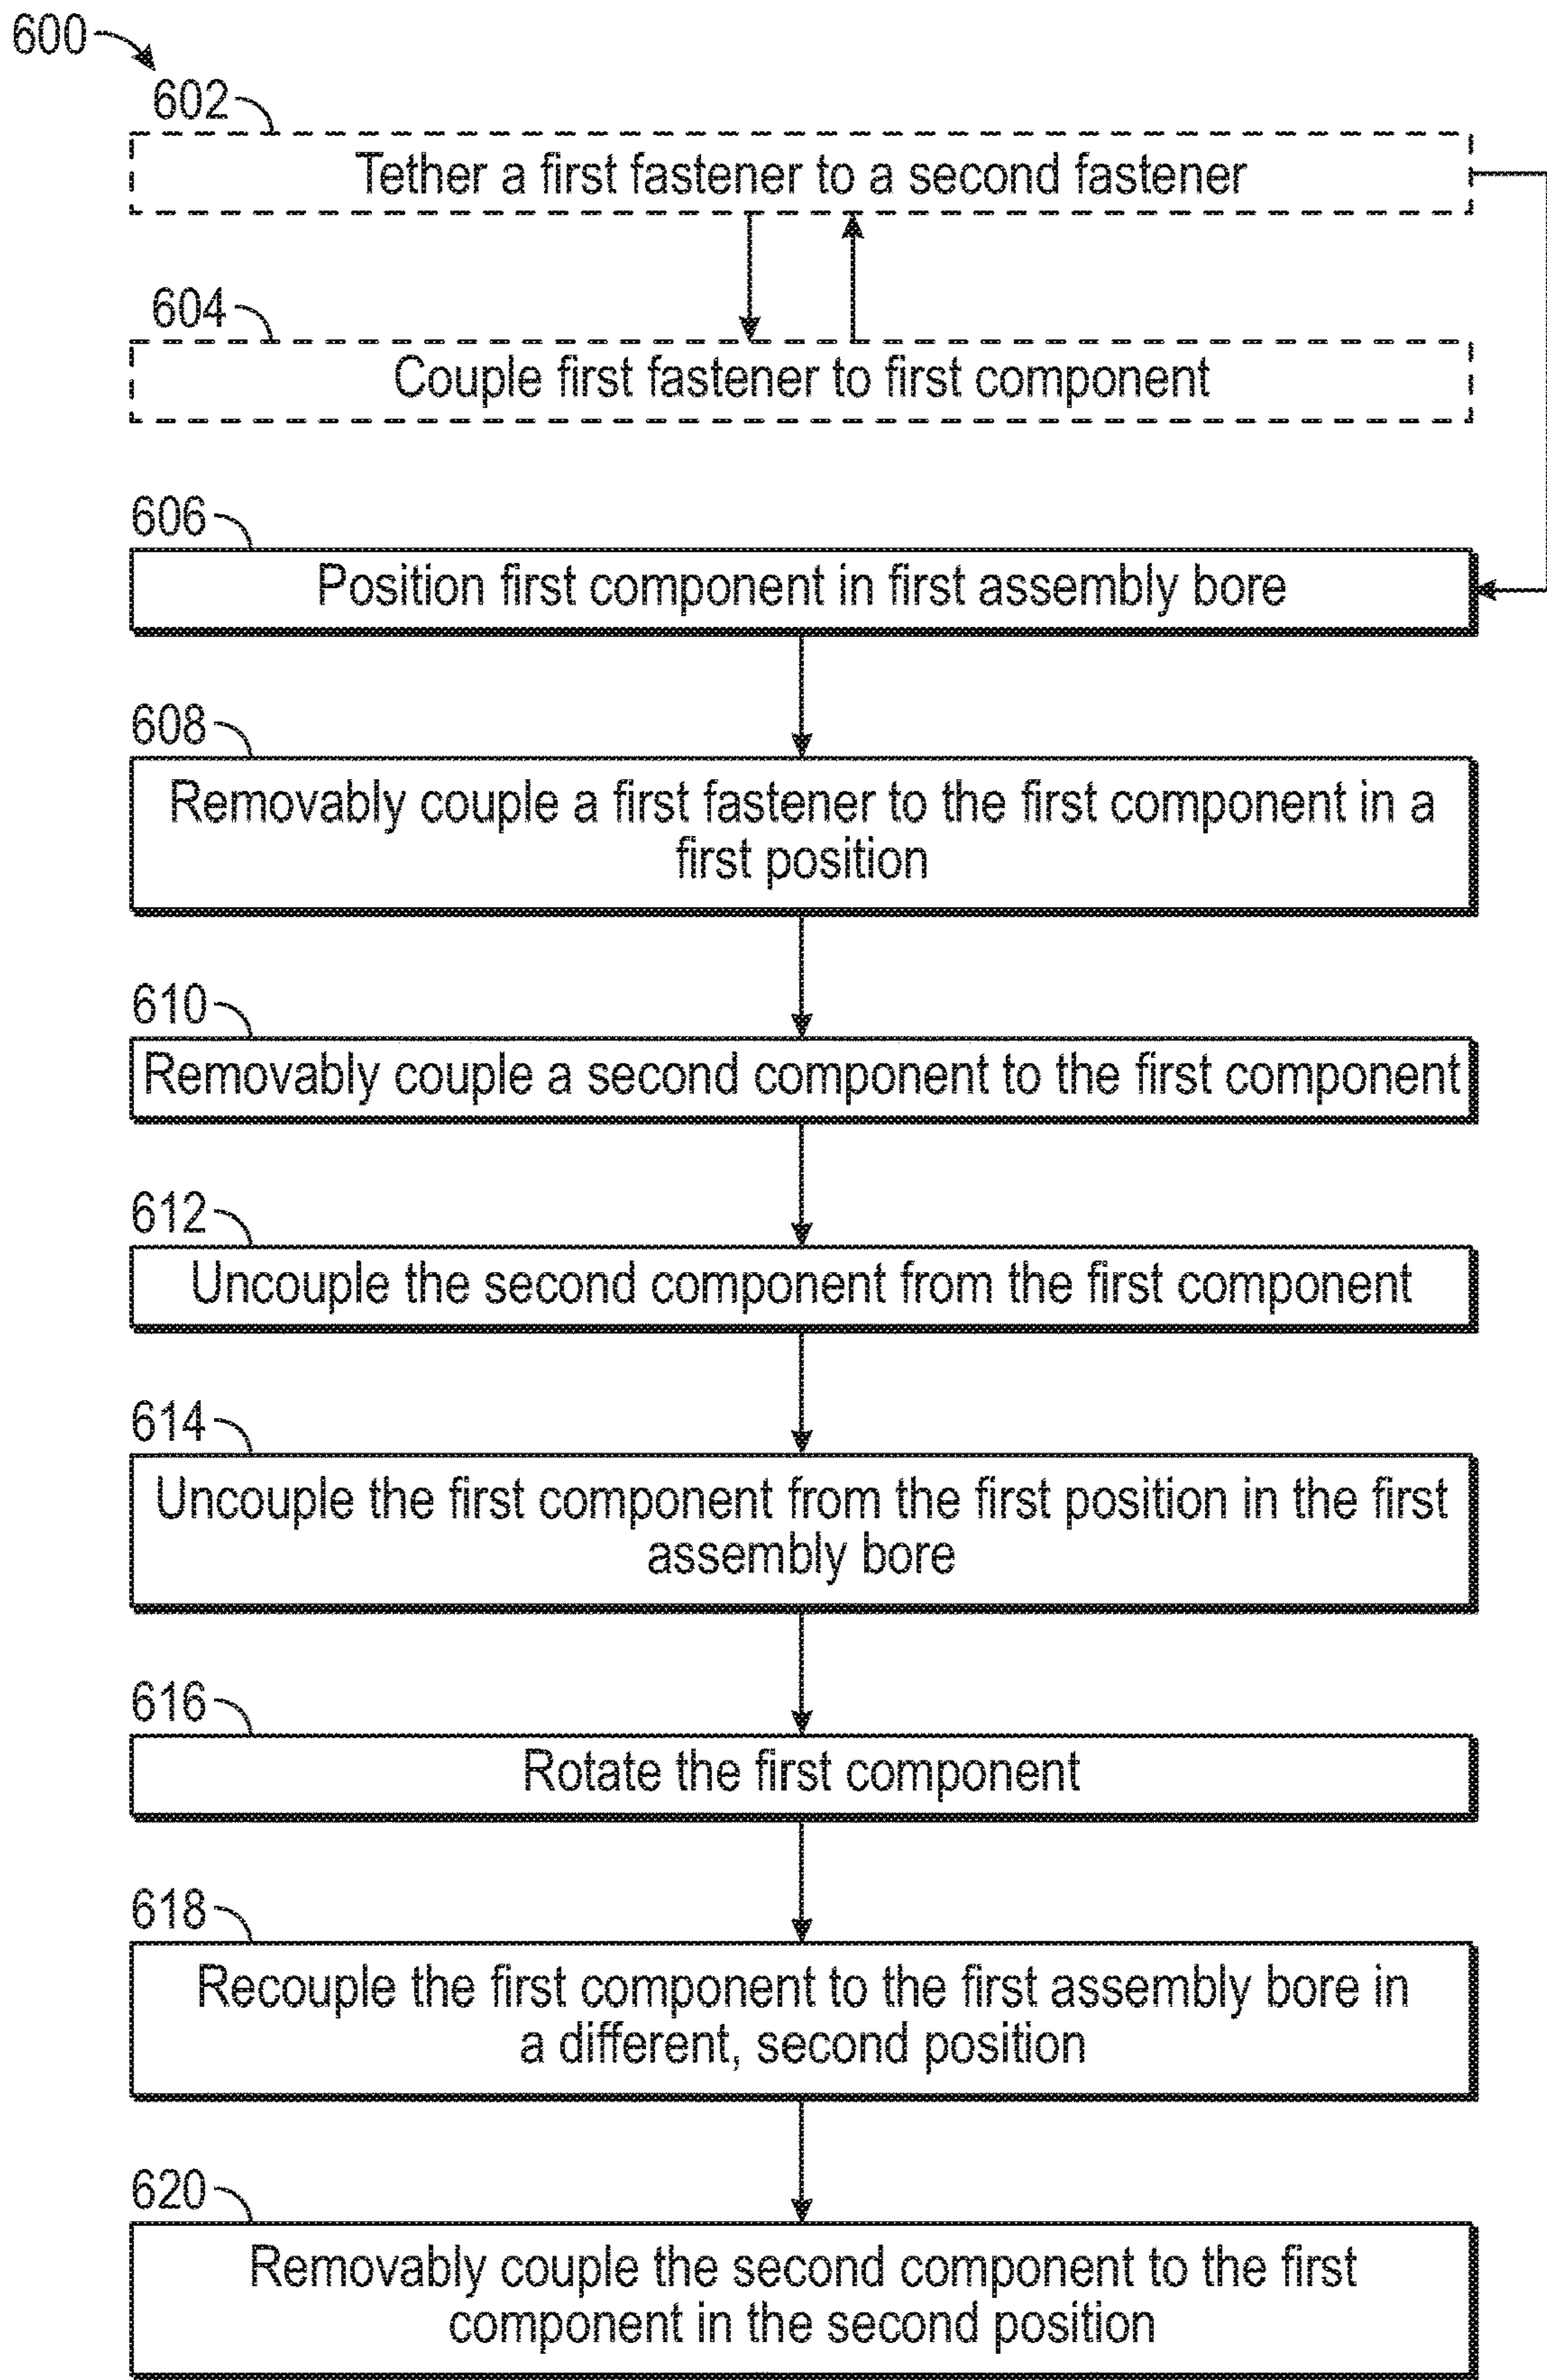 600
602
Tether a first fastener to a second fastener
604
Couple first fastener to first component
606
Position first component in first assembly bore
608
Removably couple a first fastener to the first component in a
first position
610
Removably couple a second component to the first component
612
Uncouple the second component from the first component
614
Uncouple the first component from the first position in the first
assembly bore
616
Rotate the first component
618
Recouple the first component to the first assembly bore in
a different, second position
620
Removably couple the second component to the first
component in the second position